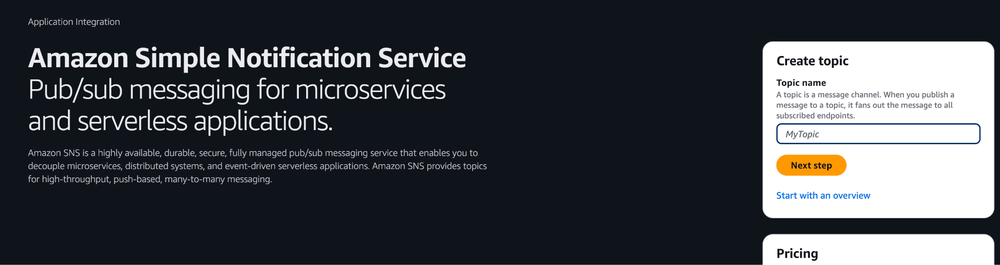 Application Integration
Amazon Simple Notification Service
Pub/sub messaging for microservices
and serverless applications.
Amazon SNS is a highly available, durable, secure, fully managed pub/sub messaging service that enables you to
decouple microservices, distributed systems, and event-driven serverless applications. Amazon SNS provides topics
for high-throughput, push-based, many-to-many messaging.
Create topic
Topic name
A topic is a message channel. When you publish a
message to a topic, it fans out the message to all
subscribed endpoints.
MyTopic
Next step
Start with an overview
Pricing